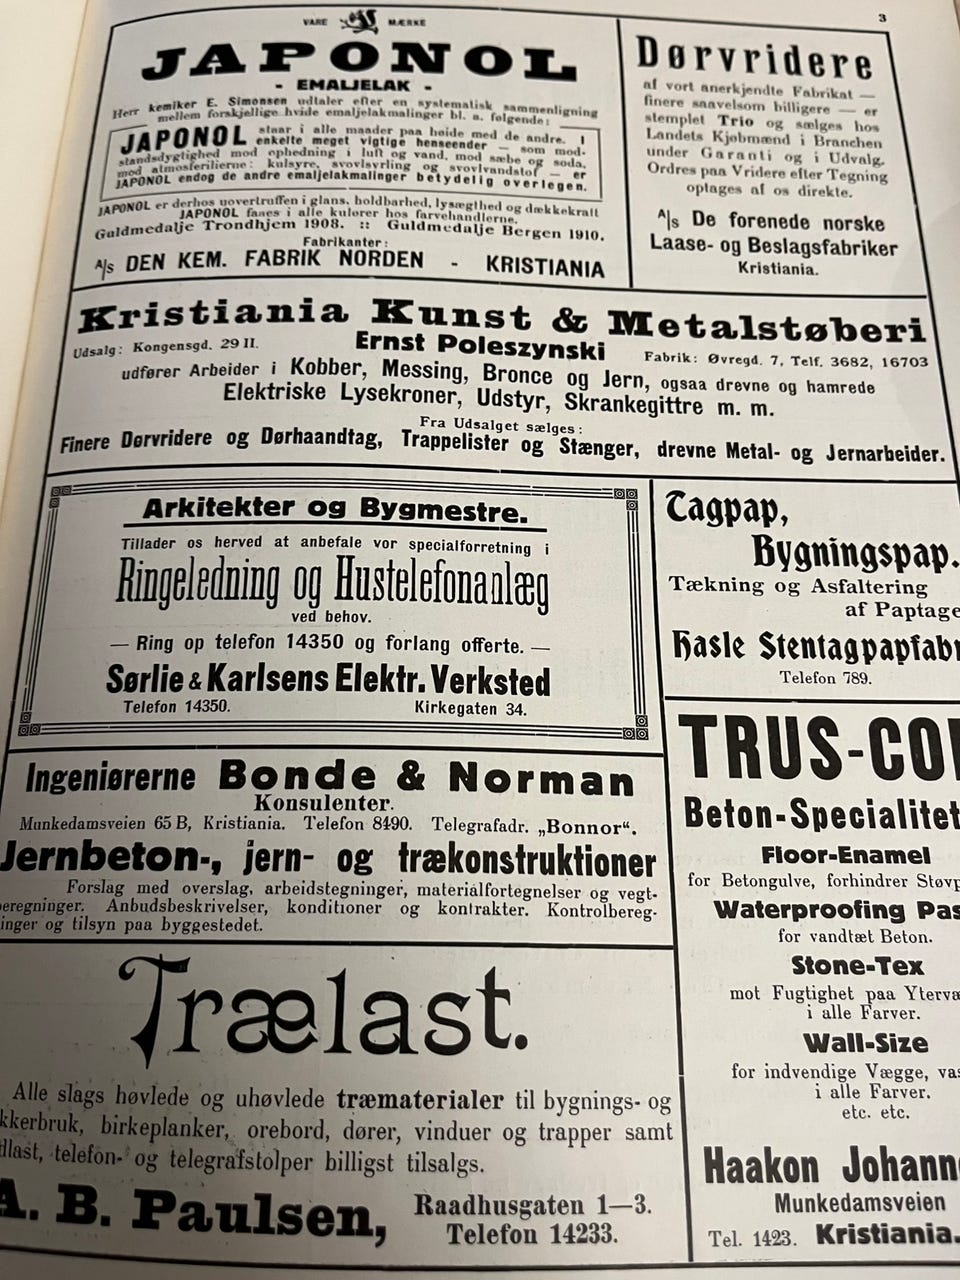 3
VARE MÆRKE
JAPONOL
- EMALJELAK -
Herr kemiker E. Simonsen udtaler efter en systematisk sammenligning
mellem forskjellige hvide emaljelakmalinger bl. a. følgende:
JAPONOL staar i alle maader paa høide med de andre. I
enkelte meget vigtige henseender — som mod-
standsdygtighed mod ophedning i luft og vand, mod sæbe og soda,
mod atmosferilierne: kulsyre, svovlsyrling og svovlvandstof — er
JAPONOL endog de andre emaljelakmalinger betydelig overlegen.
JAPONOL er derhos uovertruffen i glans, holdbarhed, lysægthed og dækkekraft
JAPONOL faaes i alle kulører hos farvehandlerne.
Guldmedalje Trondhjem 1908. :: Guldmedalje Bergen 1910.
Fabrikanter:
A/s DEN KEM. FABRIK NORDEN - KRISTIANIA
Dørvridere
af vort anerkjendte Fabrikat —
finere saavelsom billigere — er
stemplet Trio og sælges hos
Landets Kjøbmænd i Branchen
under Garanti og i Udvalg.
Ordres paa Vridere efter Tegning
optages af os direkte.
A/s De forenede norske
Laase- og Beslagsfabriker
Kristiania.
Kristiania Kunst & Metalstøberi
Udsalg: Kongensgd. 29 II. Ernst Poleszynski Fabrik: Øvregd. 7, Telf. 3682, 16703
udfører Arbeider i Kobber, Messing, Bronce og Jern, ogsaa drevne og hamrede
Elektriske Lysekroner, Udstyr, Skrankegittre m. m.
Fra Udsalget sælges:
Finere Dørvridere og Dørhaandtag, Trappelister og Stænger, drevne Metal- og Jernarbeider.
Arkitekter og Bygmestre.
Tillader os herved at anbefale vor specialforretning i
Ringeledning og Hustelefonanlæg
ved behov.
— Ring op telefon 14350 og forlang offerte. —
Sørlie & Karlsens Elektr. Verksted
Telefon 14350. Kirkegaten 34.
Tagpap,
Bygningspap.
Tækning og Asfaltering
af Paptage
Hasle Stentagpapfabr
Telefon 789.
Ingeniørerne Bonde & Norman
Konsulenter.
Munkedamsveien 65 B, Kristiania. Telefon 8490. Telegrafadr. „Bonnor“.
Jernbeton-, jern- og trækonstruktioner
Forslag med overslag, arbeidstegninger, materialfortegnelser og vegt-
eregninger. Anbudsbeskrivelser, konditioner og kontrakter. Kontrolbereg-
inger og tilsyn paa byggestedet.
TRUS-CO
Beton-Specialitet
Floor-Enamel
for Betongulve, forhindrer Støvp
Waterproofing Pas
for vandtæt Beton.
Stone-Tex
mot Fugtighet paa Yterv
i alle Farver.
Wall-Size
for indvendige Vægge, vas
i alle Farver.
etc. etc.
Haakon Johann
Munkedamsveien
Tel. 1423. Kristiania.
Trælast.
Alle slags høvlede og uhøvlede træmaterialer til bygnings- og
kkerbruk, birkeplanker, orebord, dører, vinduer og trapper samt
dlast, telefon- og telegrafstolper billigst tilsalgs.
A. B. Paulsen, Raadhusgaten 1—3.
Telefon 14233.